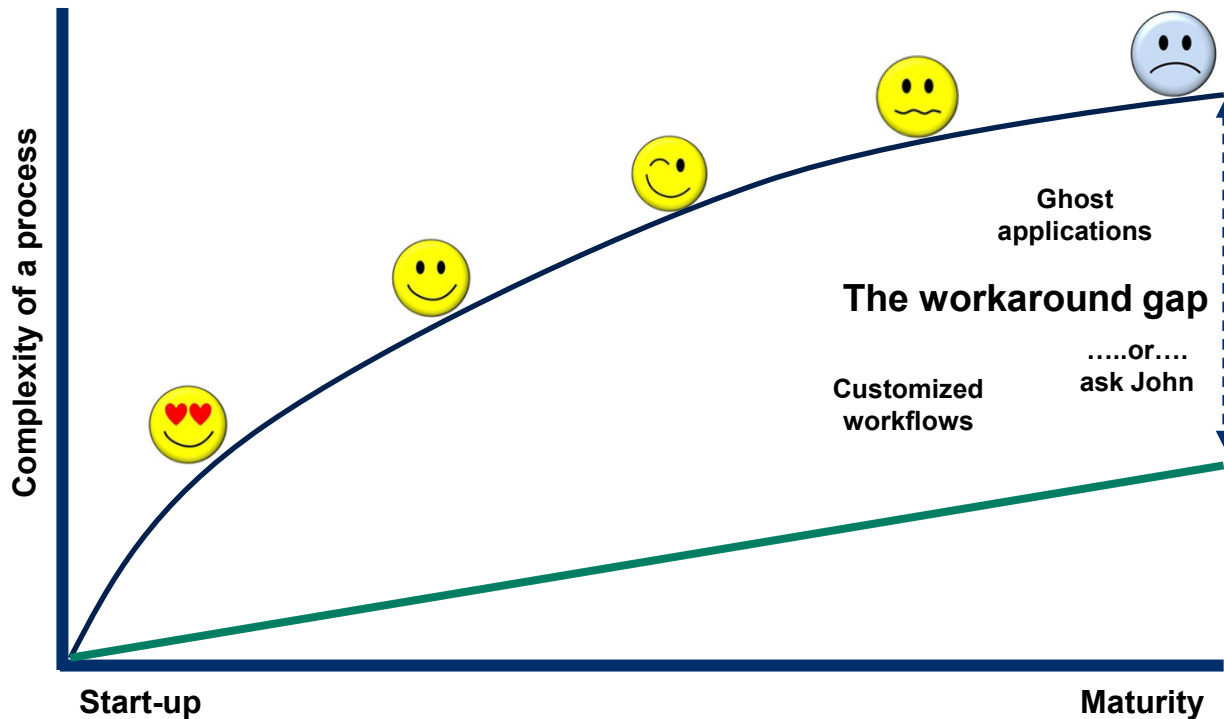 Complexity of a process
Ghost
applications
The workaround gap
…..or….
ask John
Customized
workflows
Start-up
Maturity